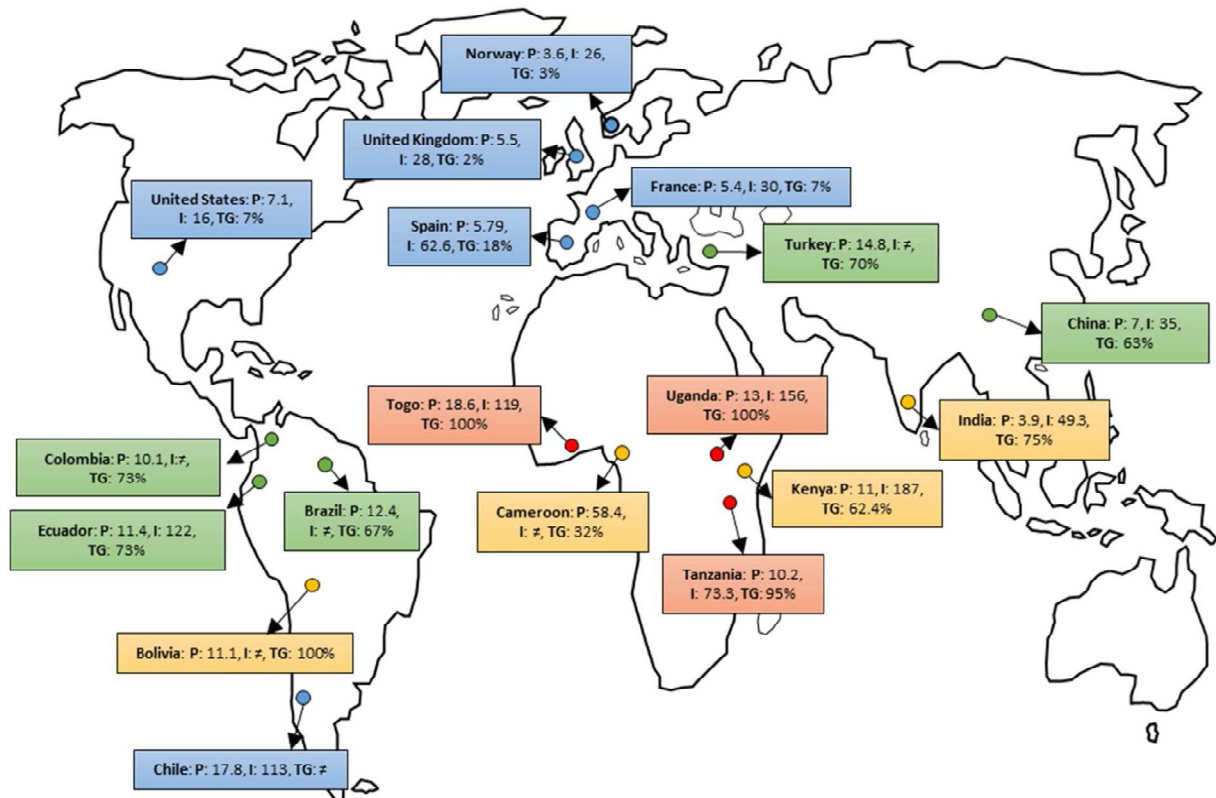 Norway: P: 3.6, I: 26,
TG: 3%
United Kingdom: P: 5.5,
I: 28, TG: 2%
United States: P: 7.1,
I: 16, TG: 7%
France: P: 5.4, I: 30, TG: 7%
Spain: P: 5.79,
I: 62.6, TG: 18%
Turkey: P: 14.8, I: ≠,
TG: 70%
China: P: 7, I: 35,
TG: 63%
Togo: P: 18.6, I: 119,
TG: 100%
Uganda: P: 13, I: 156,
TG: 100%
India: P: 3.9, I: 49.3,
TG: 75%
Colombia: P: 10.1, I:≠,
TG: 73%
Ecuador: P: 11.4, I: 122,
TG: 73%
Brazil: P: 12.4,
I: ≠, TG: 67%
Cameroon: P: 58.4,
I: ≠, TG: 32%
Kenya: P: 11, I: 187,
TG: 62.4%
Tanzania: P: 10.2,
I: 73.3, TG: 95%
Bolivia: P: 11.1, I: ≠, TG: 100%
Chile: P: 17.8, I: 113, TG: ≠